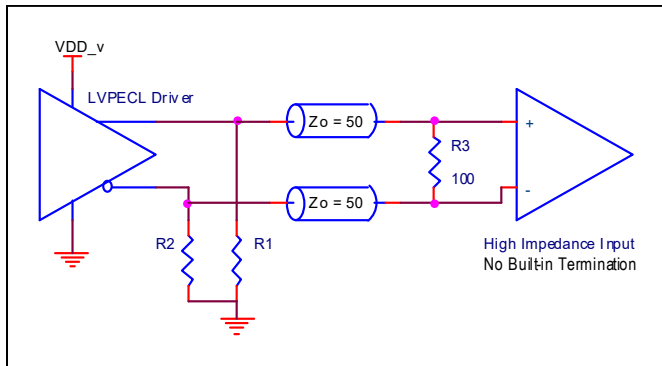 VDD_v
LVPECL Driver
Zo = 50
+
R3
100
Zo = 50
-
R2
R1
High Impedance Input
No Built-in Termination